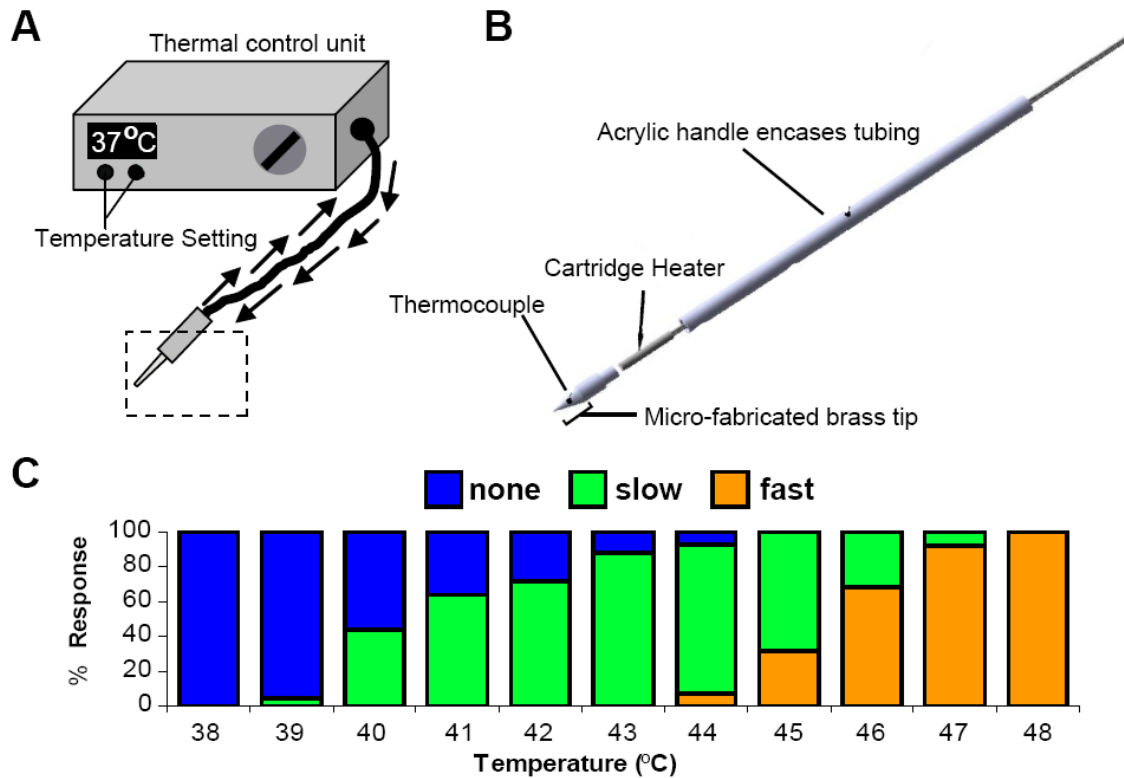 A
Thermal control unit
37°C
Temperature Setting
B
Acrylic handle encases tubing
Cartridge Heater
Thermocouple
Micro-fabricated brass tip
C
none slow fast
100
80
60
40
20
0
% Response
38 39 40 41 42 43 44 45 46 47 48
Temperature (ºC)